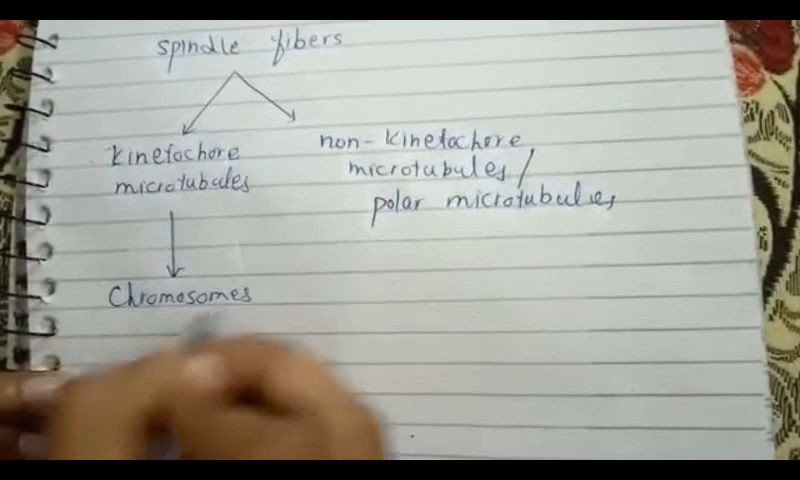 spindle fibers
kinetochore
microtubules
non-kinetochore
microtubules/
polar microtubules
Chromosomes